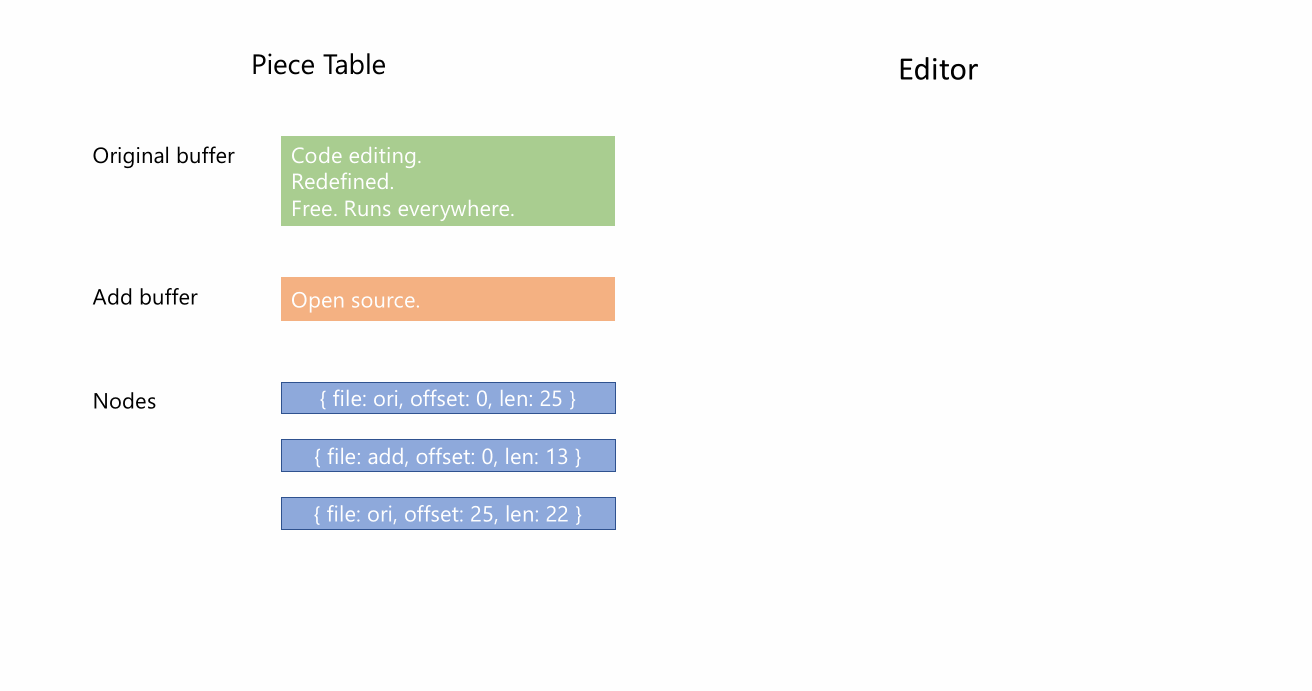 Piece Table
Editor
Original buffer
Code editing.
Redefined.
Free. Runs everywhere.
Add buffer
Open source.
Nodes
{ file: ori, offset: 0, len: 25 }
{ file: add, offset: 0, len: 13 }
{ file: ori, offset: 25, len: 22 }